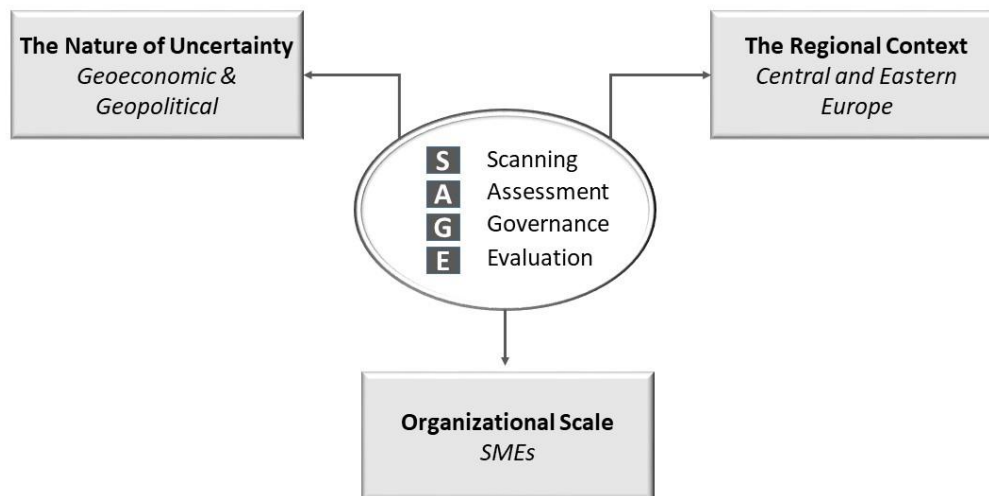 The Nature of Uncertainty
Geoeconomic &
Geopolitical
The Regional Context
Central and Eastern
Europe
S Scanning
A Assessment
G Governance
E Evaluation
Organizational Scale
SMEs